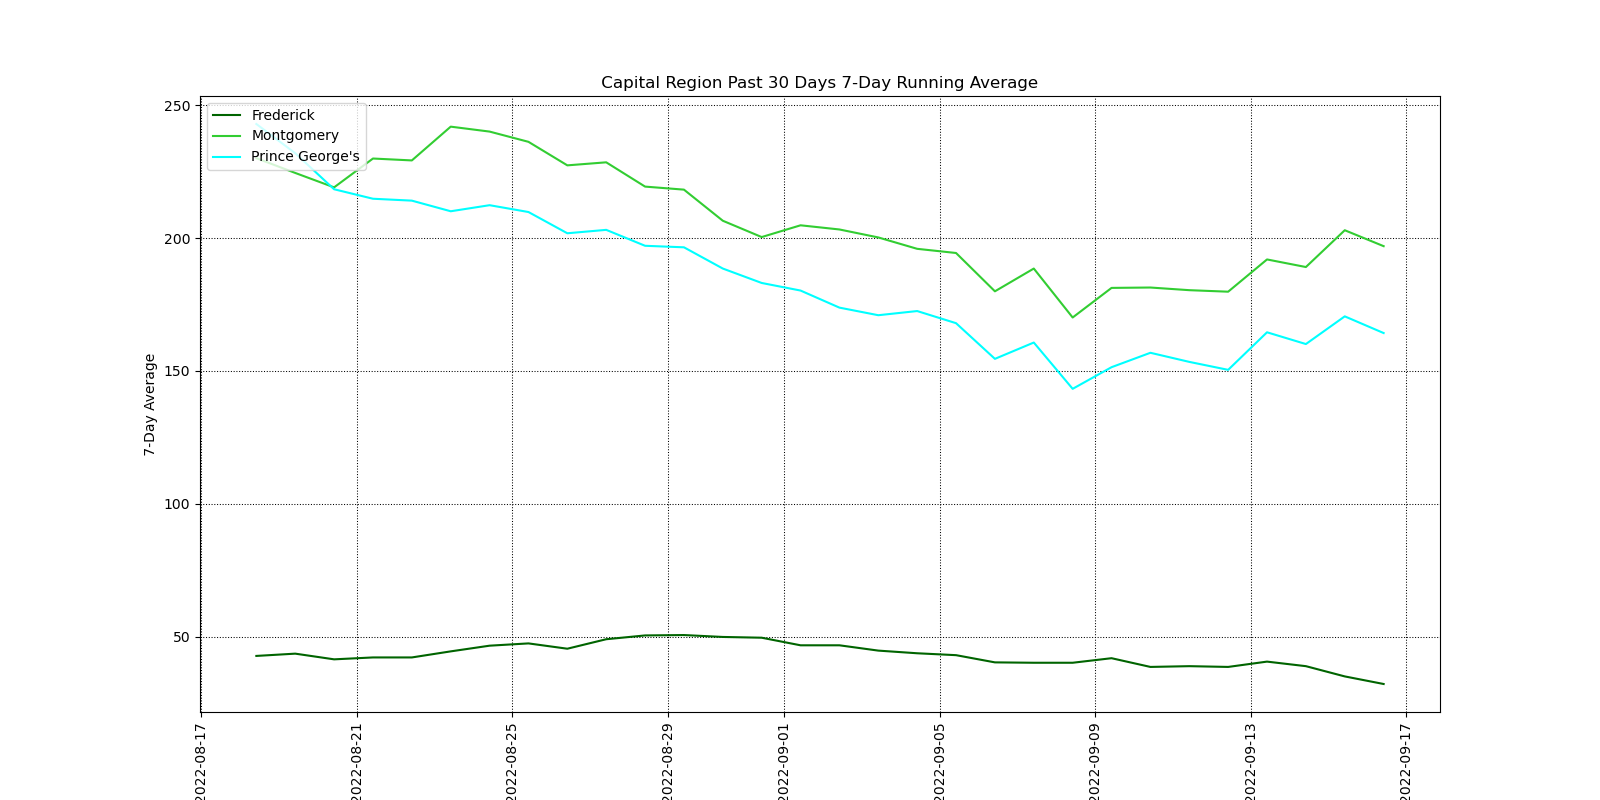 Capital Region Past 30 Days 7-Day Running Average
Frederick
Montgomery
Prince George's
7-Day Average
250
200
150
100
50
2022-08-17
2022-08-21
2022-08-25
2022-08-29
2022-09-01
2022-09-05
2022-09-09
2022-09-13
2022-09-17